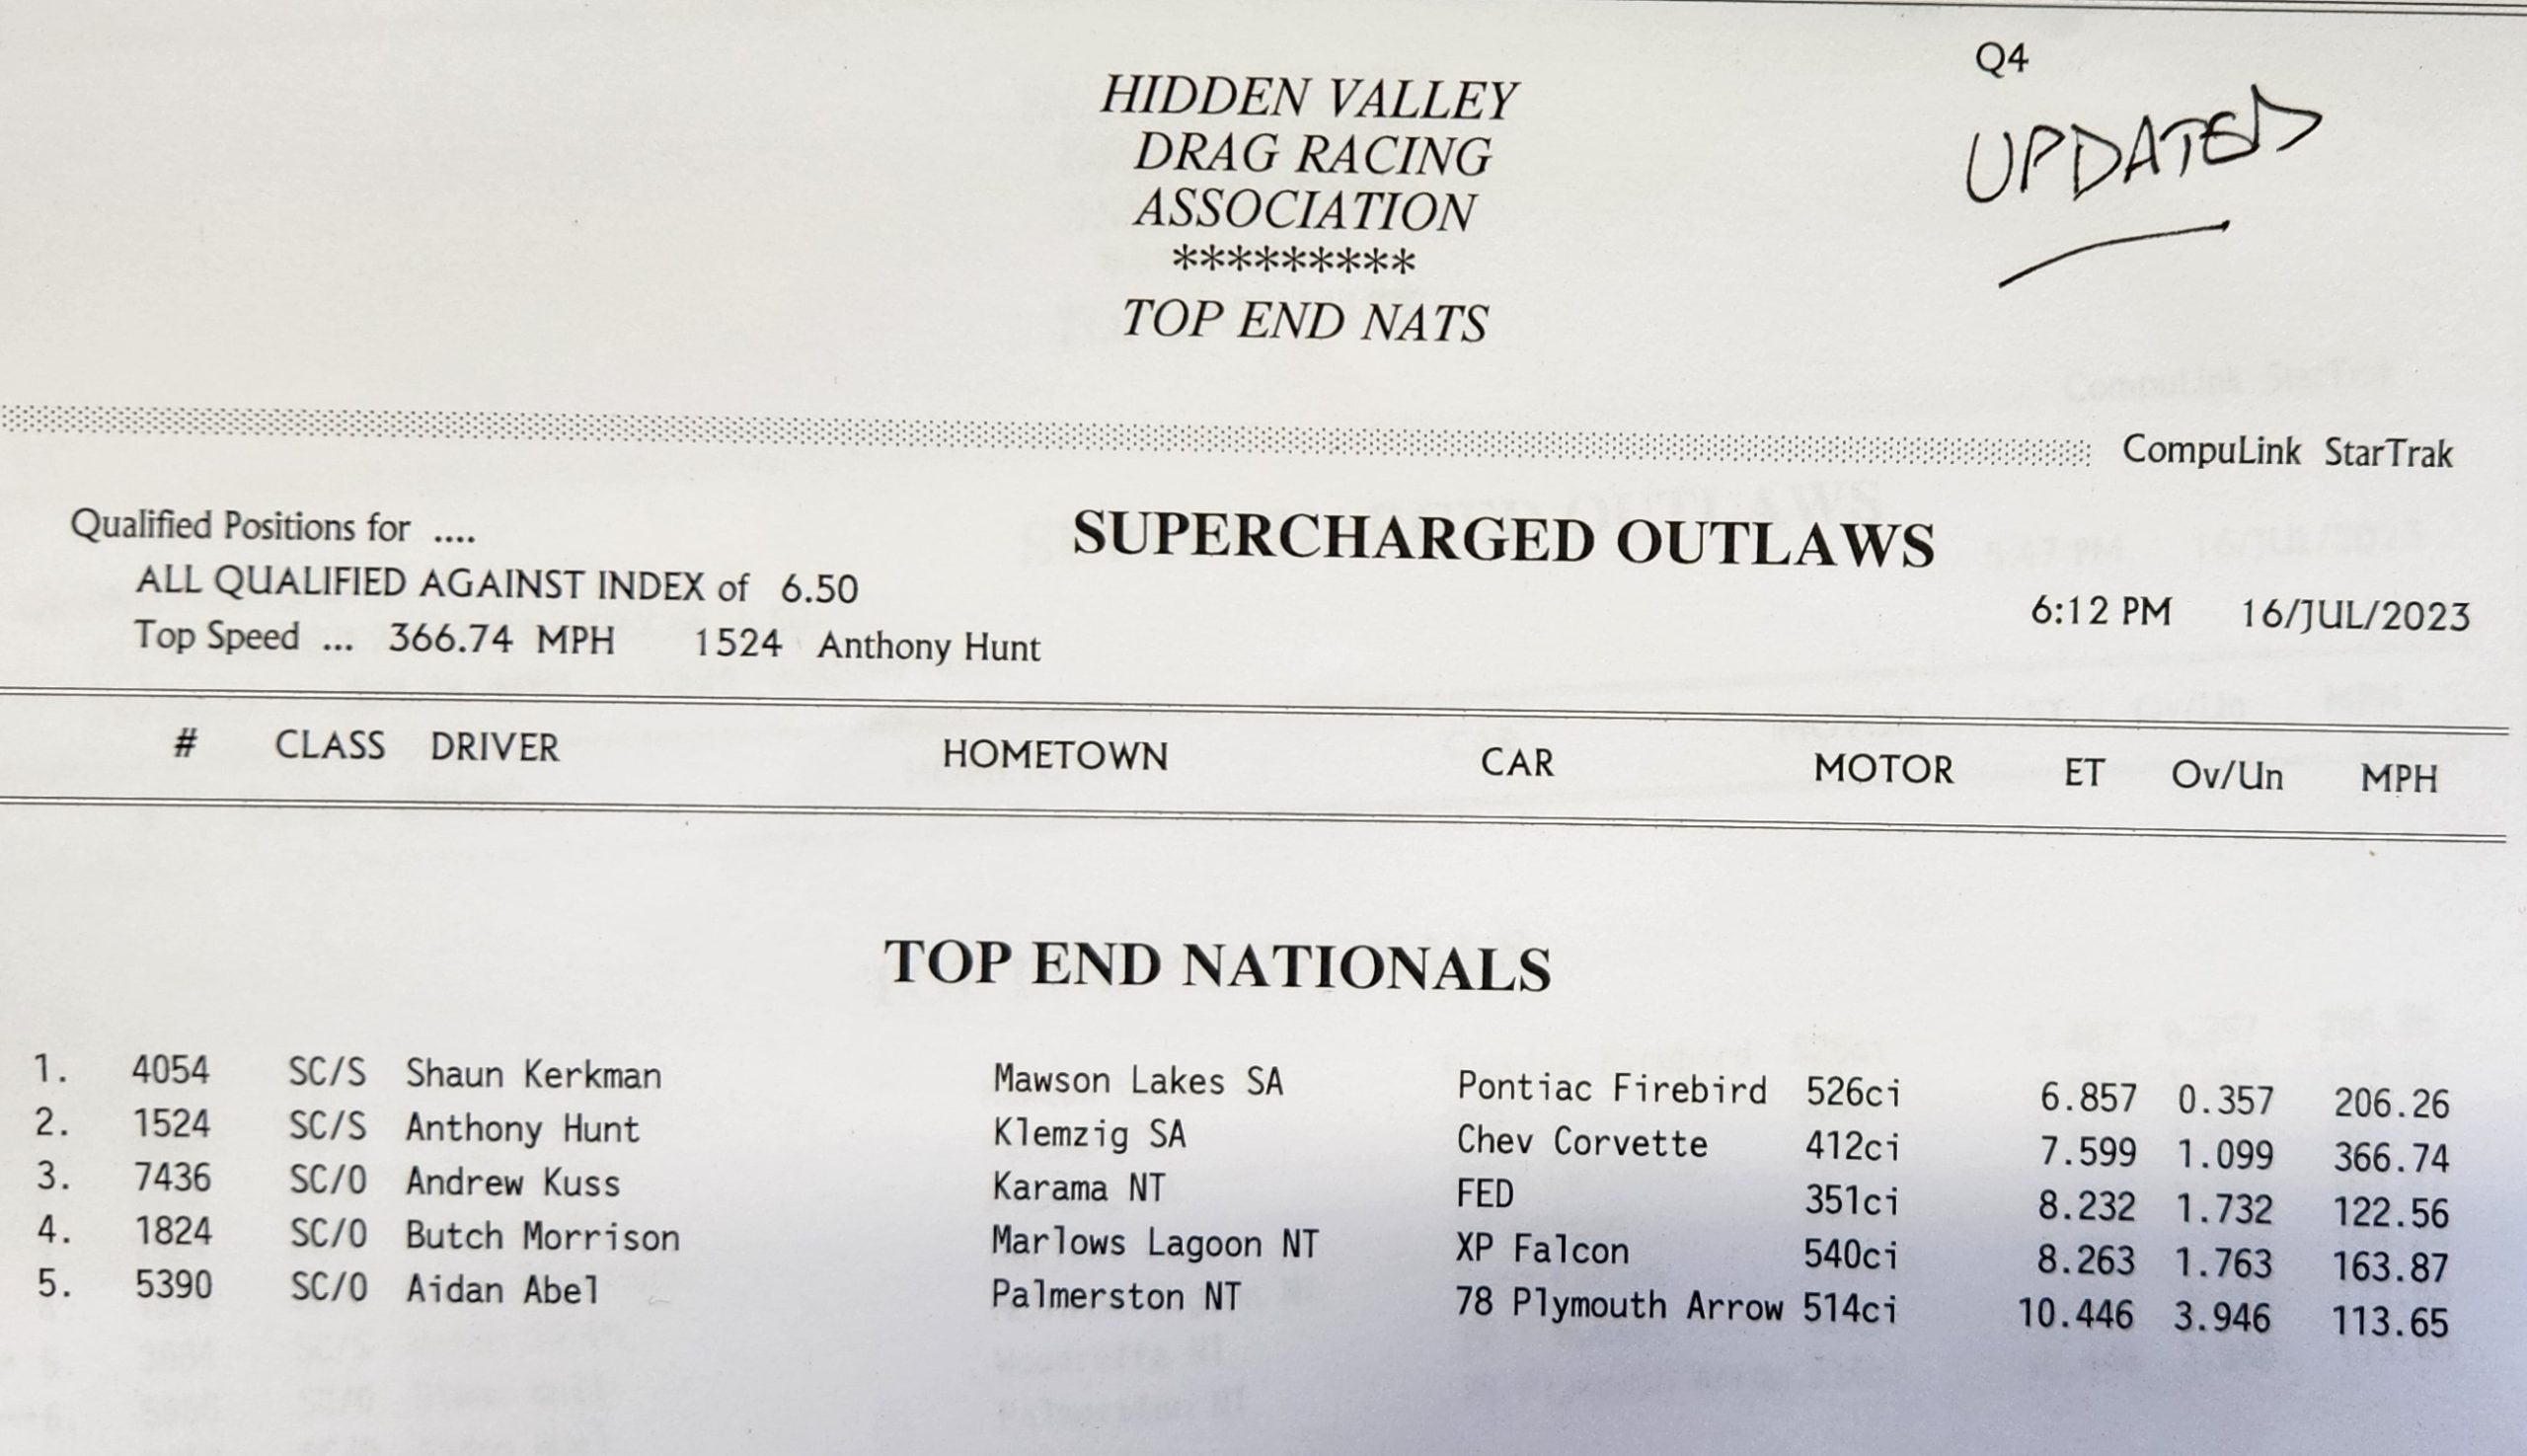 Q4
UPDATED
HIDDEN VALLEY
DRAG RACING
ASSOCIATION
*********
TOP END NATS
CompuLink StarTrak
Qualified Positions for ....
SUPERCHARGED OUTLAWS
ALL QUALIFIED AGAINST INDEX of 6.50
6:12 PM 16/JUL/2023
Top Speed ... 366.74 MPH 1524 Anthony Hunt
# CLASS DRIVER HOMETOWN CAR MOTOR ET Ov/Un MPH
TOP END NATIONALS
1. 4054 SC/S Shaun Kerkman Mawson Lakes SA Pontiac Firebird 526ci 6.857 0.357 206.26
2. 1524 SC/S Anthony Hunt Klemzig SA Chev Corvette 412ci 7.599 1.099 366.74
3. 7436 SC/O Andrew Kuss Karama NT FED 351ci 8.232 1.732 122.56
4. 1824 SC/O Butch Morrison Marlows Lagoon NT XP Falcon 540ci 8.263 1.763 163.87
5. 5390 SC/O Aidan Abel Palmerston NT 78 Plymouth Arrow 514ci 10.446 3.946 113.65